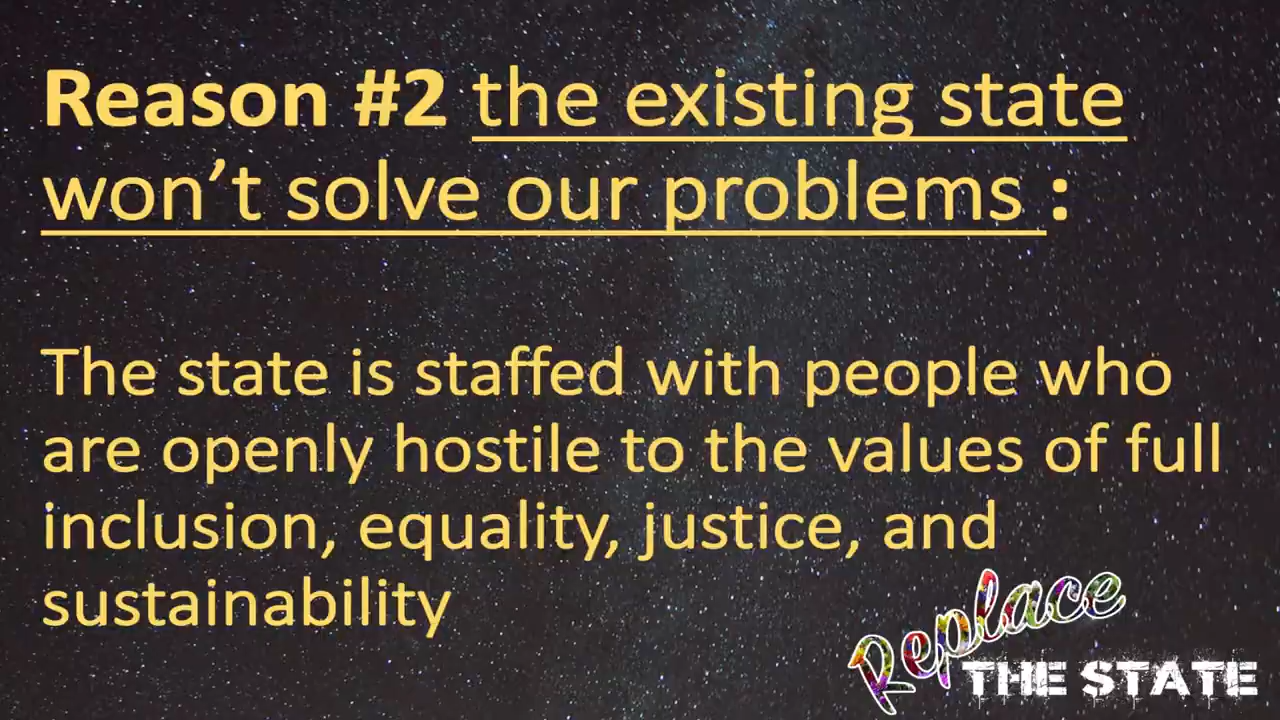 Reason #2 the existing state
won’t solve our problems :
The state is staffed with people who
are openly hostile to the values of full
inclusion, equality, justice, and
sustainability
Replace
THE STATE